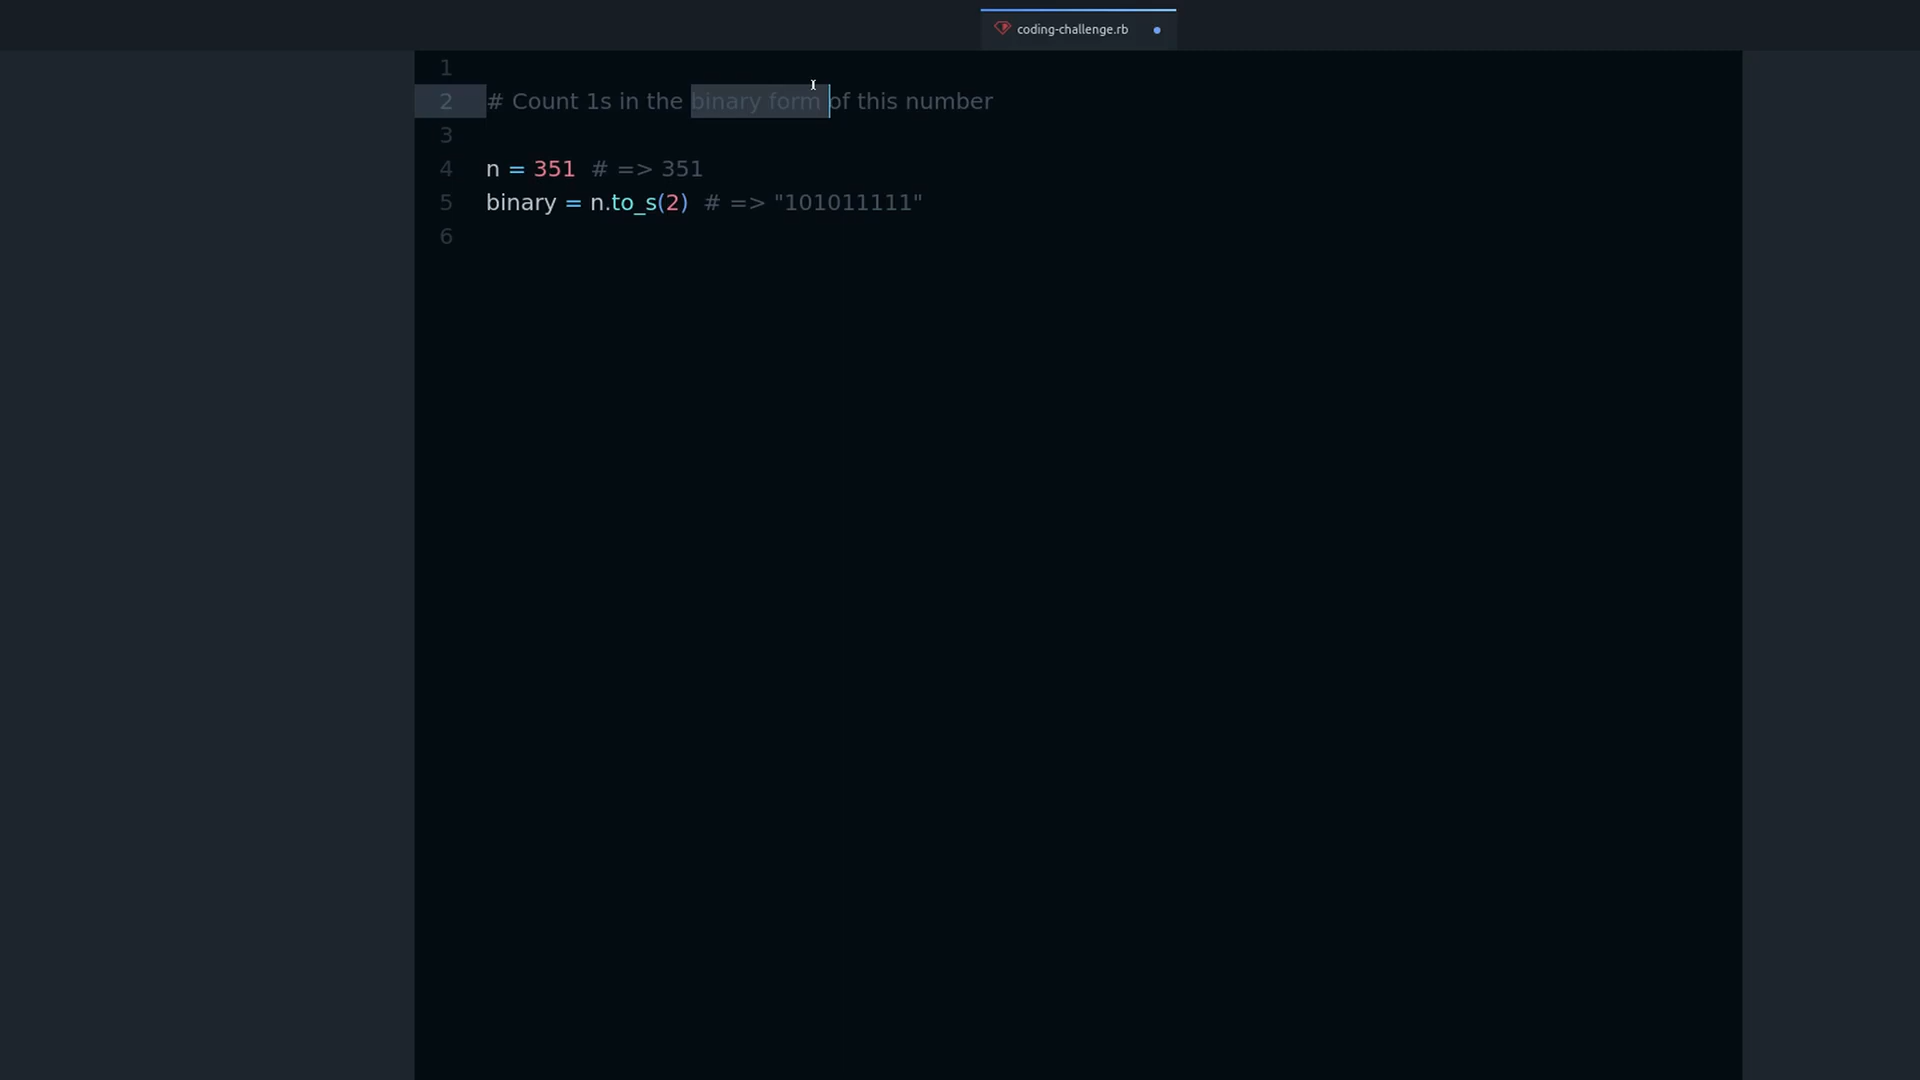 coding-challenge.rb
1
2 # Count 1s in the binary form of this number
3
4 n = 351 # => 351
5 binary = n.to_s(2) # => "101011111"
6